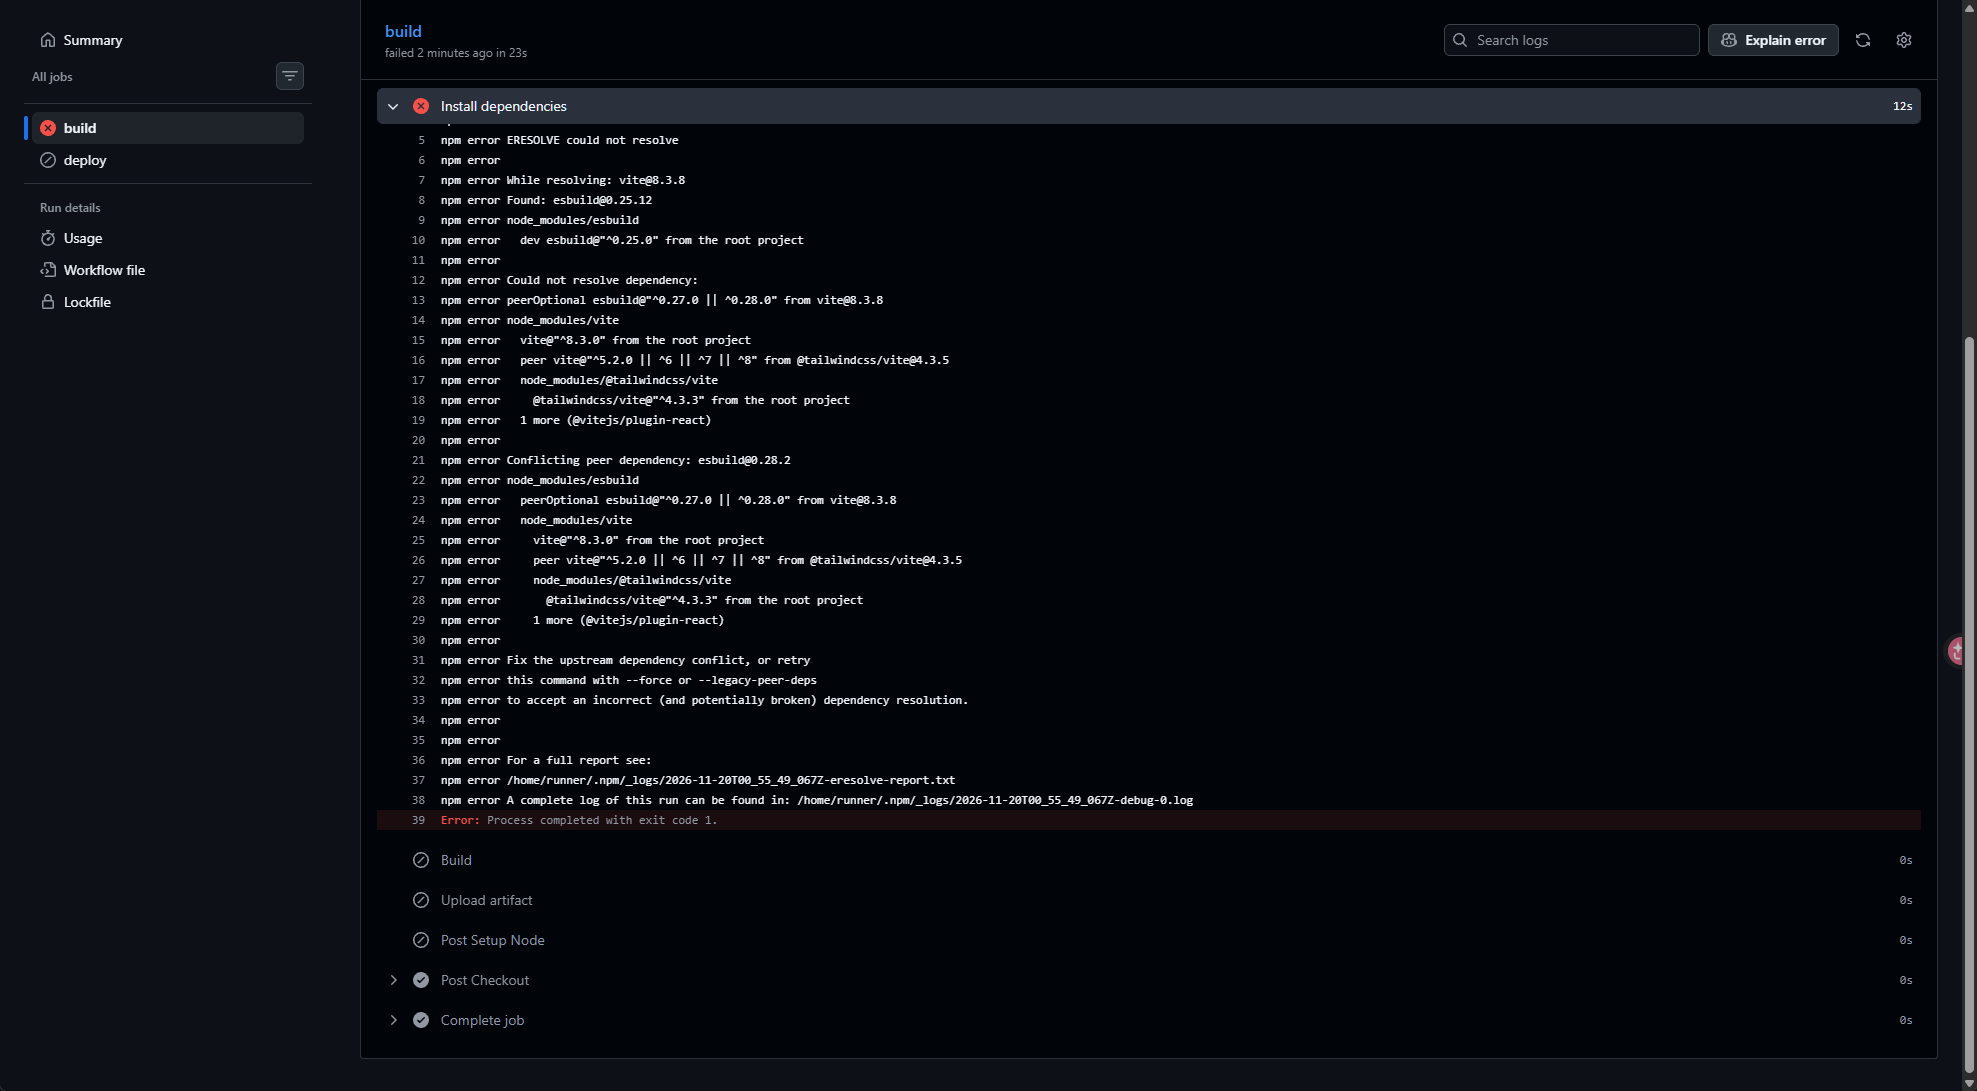 Summary
All jobs
build
deploy
Run details
Usage
Workflow file
Lockfile
build
failed 2 minutes ago in 23s
Search logs
Explain error
Install dependencies
12s
5 npm error ERESOLVE could not resolve
6 npm error
7 npm error While resolving: vite@8.3.8
8 npm error Found: esbuild@0.25.12
9 npm error node_modules/esbuild
10 npm error   dev esbuild@"^0.25.0" from the root project
11 npm error
12 npm error Could not resolve dependency:
13 npm error peerOptional esbuild@"^0.27.0 || ^0.28.0" from vite@8.3.8
14 npm error node_modules/vite
15 npm error   vite@"^8.3.0" from the root project
16 npm error   peer vite@"^5.2.0 || ^6 || ^7 || ^8" from @tailwindcss/vite@4.3.5
17 npm error   node_modules/@tailwindcss/vite
18 npm error     @tailwindcss/vite@"^4.3.3" from the root project
19 npm error   1 more (@vitejs/plugin-react)
20 npm error
21 npm error Conflicting peer dependency: esbuild@0.28.2
22 npm error node_modules/esbuild
23 npm error   peerOptional esbuild@"^0.27.0 || ^0.28.0" from vite@8.3.8
24 npm error   node_modules/vite
25 npm error     vite@"^8.3.0" from the root project
26 npm error     peer vite@"^5.2.0 || ^6 || ^7 || ^8" from @tailwindcss/vite@4.3.5
27 npm error     node_modules/@tailwindcss/vite
28 npm error       @tailwindcss/vite@"^4.3.3" from the root project
29 npm error     1 more (@vitejs/plugin-react)
30 npm error
31 npm error Fix the upstream dependency conflict, or retry
32 npm error this command with --force or --legacy-peer-deps
33 npm error to accept an incorrect (and potentially broken) dependency resolution.
34 npm error
35 npm error
36 npm error For a full report see:
37 npm error /home/runner/.npm/_logs/2026-11-20T00_55_49_067Z-eresolve-report.txt
38 npm error A complete log of this run can be found in: /home/runner/.npm/_logs/2026-11-20T00_55_49_067Z-debug-0.log
39 Error: Process completed with exit code 1.
Build
0s
Upload artifact
0s
Post Setup Node
0s
Post Checkout
0s
Complete job
0s